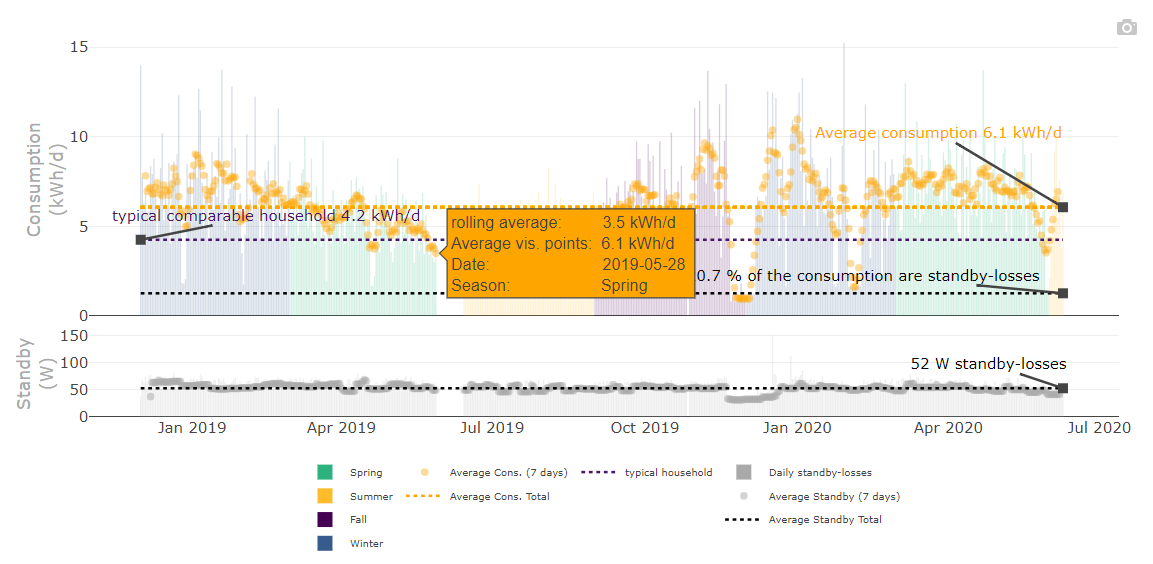 15
10
5
0
Consumption
(kWh/d)
Average consumption 6.1 kWh/d
typical comparable household 4.2 kWh/d
rolling average: 3.5 kWh/d
Average vis. points: 6.1 kWh/d
Date: 2019-05-28
Season: Spring
0.7 % of the consumption are standby-losses
150
100
50
0
Standby
(W)
52 W standby-losses
Jan 2019 Apr 2019 Jul 2019 Oct 2019 Jan 2020 Apr 2020 Jul 2020
Spring Average Cons. (7 days) typical household Daily standby-losses
Summer Average Cons. Total Average Standby (7 days)
Fall Average Standby Total
Winter